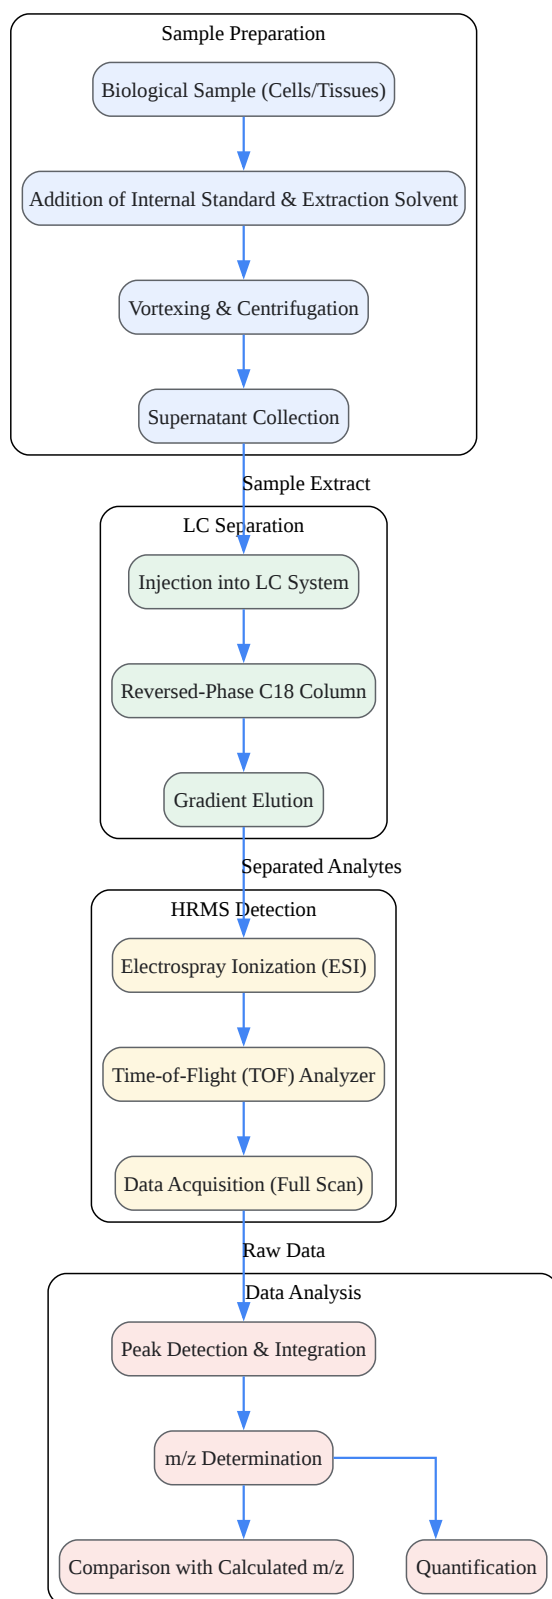 Sample Preparation
Biological Sample (Cells/Tissues)
Addition of Internal Standard & Extraction Solvent
Vortexing & Centrifugation
Supernatant Collection
Sample Extract
LC Separation
Injection into LC System
Reversed-Phase C18 Column
Gradient Elution
Separated Analytes
HRMS Detection
Electrospray Ionization (ESI)
Time-of-Flight (TOF) Analyzer
Data Acquisition (Full Scan)
Raw Data
Data Analysis
Peak Detection & Integration
m/z Determination
Comparison with Calculated m/z
Quantification